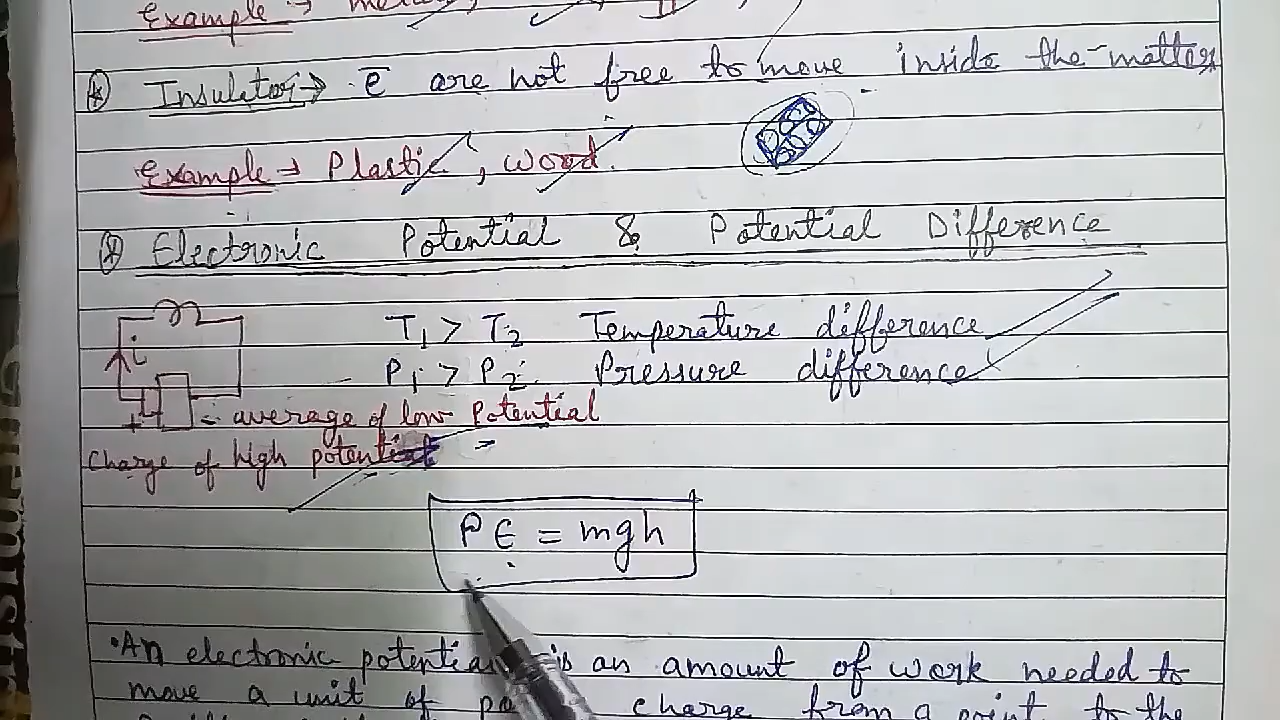 Example →
* Insulator → e̅ are not free to move inside the matter
Example → Plastic, wood.
* Electronic Potential & Potential Difference
T₁ > T₂ Temperature difference
i
P₁ > P₂. Pressure difference
+ - average of low Potential
Charge of high potential
PE = mgh
• An electronic potential is an amount of work needed to
move a unit of charge from a point to the